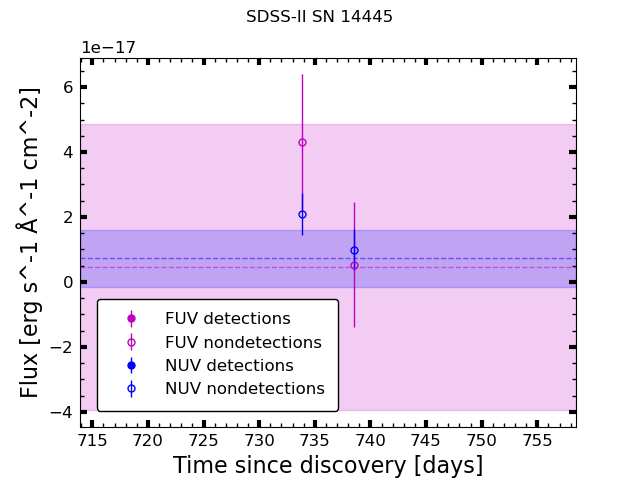 SDSS-II SN 14445
1e−17
Flux [erg s^-1 Å^-1 cm^-2]
6
4
2
0
−2
−4
FUV detections
FUV nondetections
NUV detections
NUV nondetections
715 720 725 730 735 740 745 750 755
Time since discovery [days]